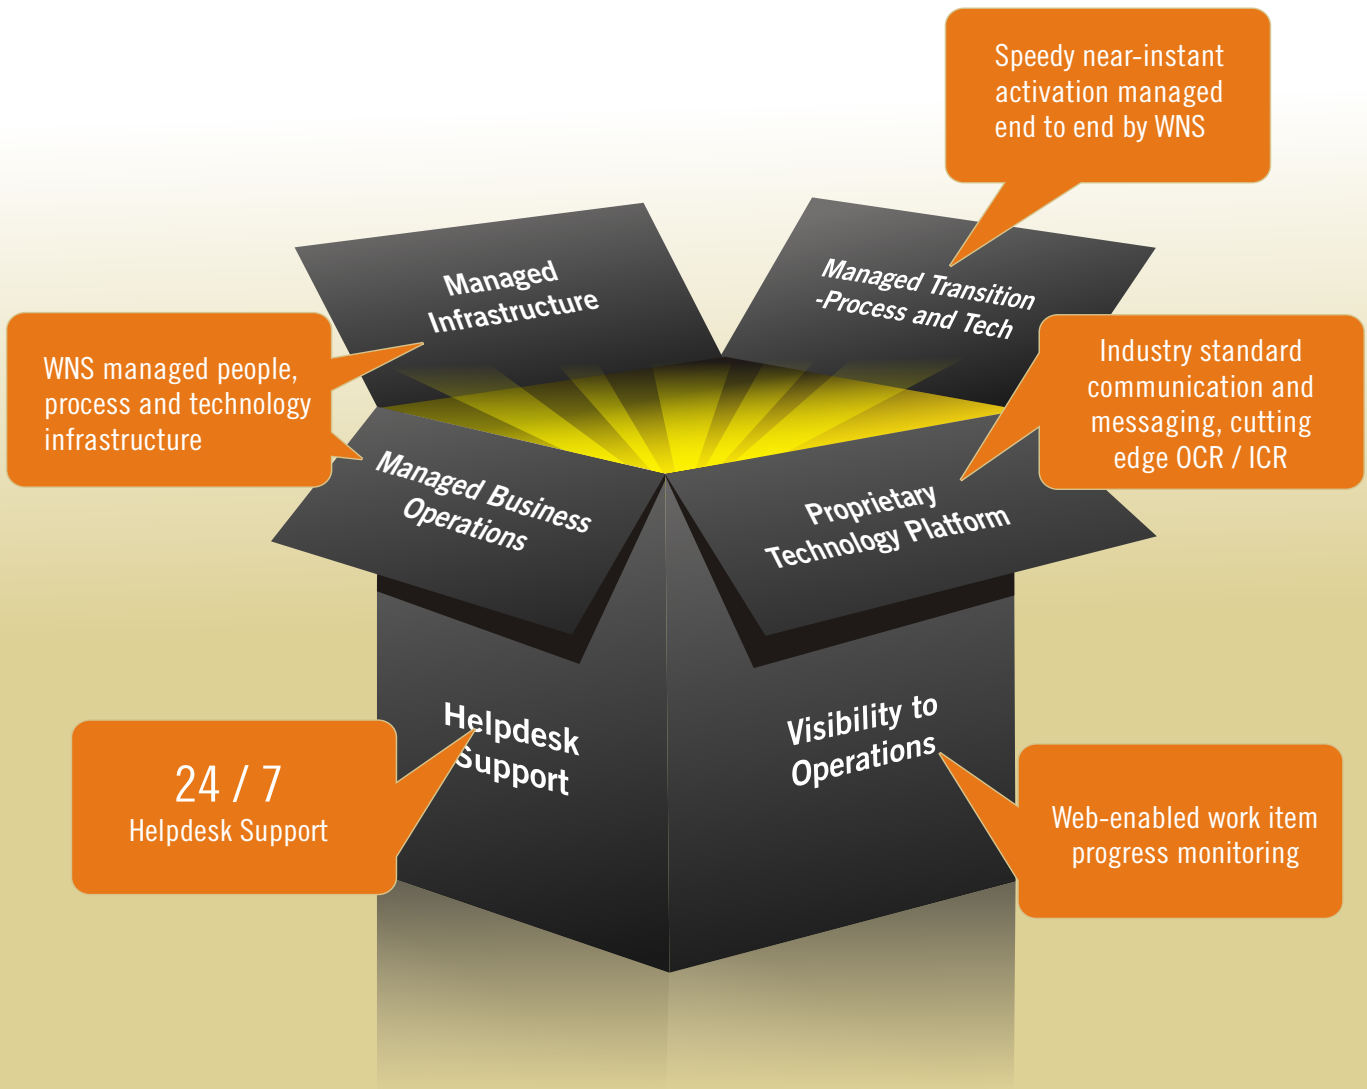 Speedy near-instant
activation managed
end to end by WNS
Managed
Infrastructure
Managed Transition
-Process and Tech
WNS managed people,
process and technology
infrastructure
Industry standard
communication and
messaging, cutting
edge OCR / ICR
Managed Business
Operations
Proprietary
Technology Platform
Helpdesk
Support
Visibility to
Operations
24 / 7
Helpdesk Support
Web-enabled work item
progress monitoring